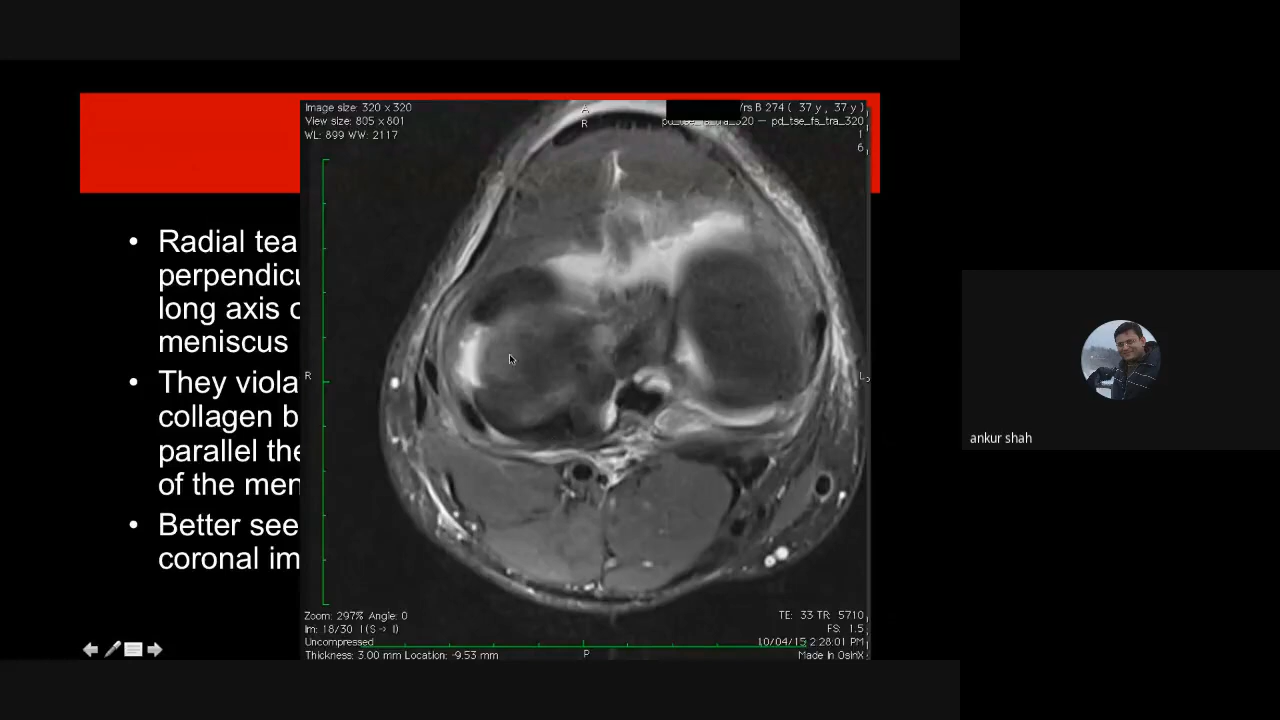 Image size: 320 x 320
View size: 805 x 801
WL: 899 WW: 2117
A
R
/rs B 274 ( 37 y , 37 y )
— pd_tse_fs_tra_320
1
6
• Radial tea
perpendicu
long axis o
meniscus
• They viola
collagen b
parallel the
of the men
• Better see
coronal im
R
L
Zoom: 297% Angle: 0
Im: 18/30 I (S -> I)
Uncompressed
Thickness: 3.00 mm Location: -9.53 mm
P
TE: 33 TR: 5710
FS: 1.5
10/04/15 2:28:01 PM
Made In OsiriX
ankur shah